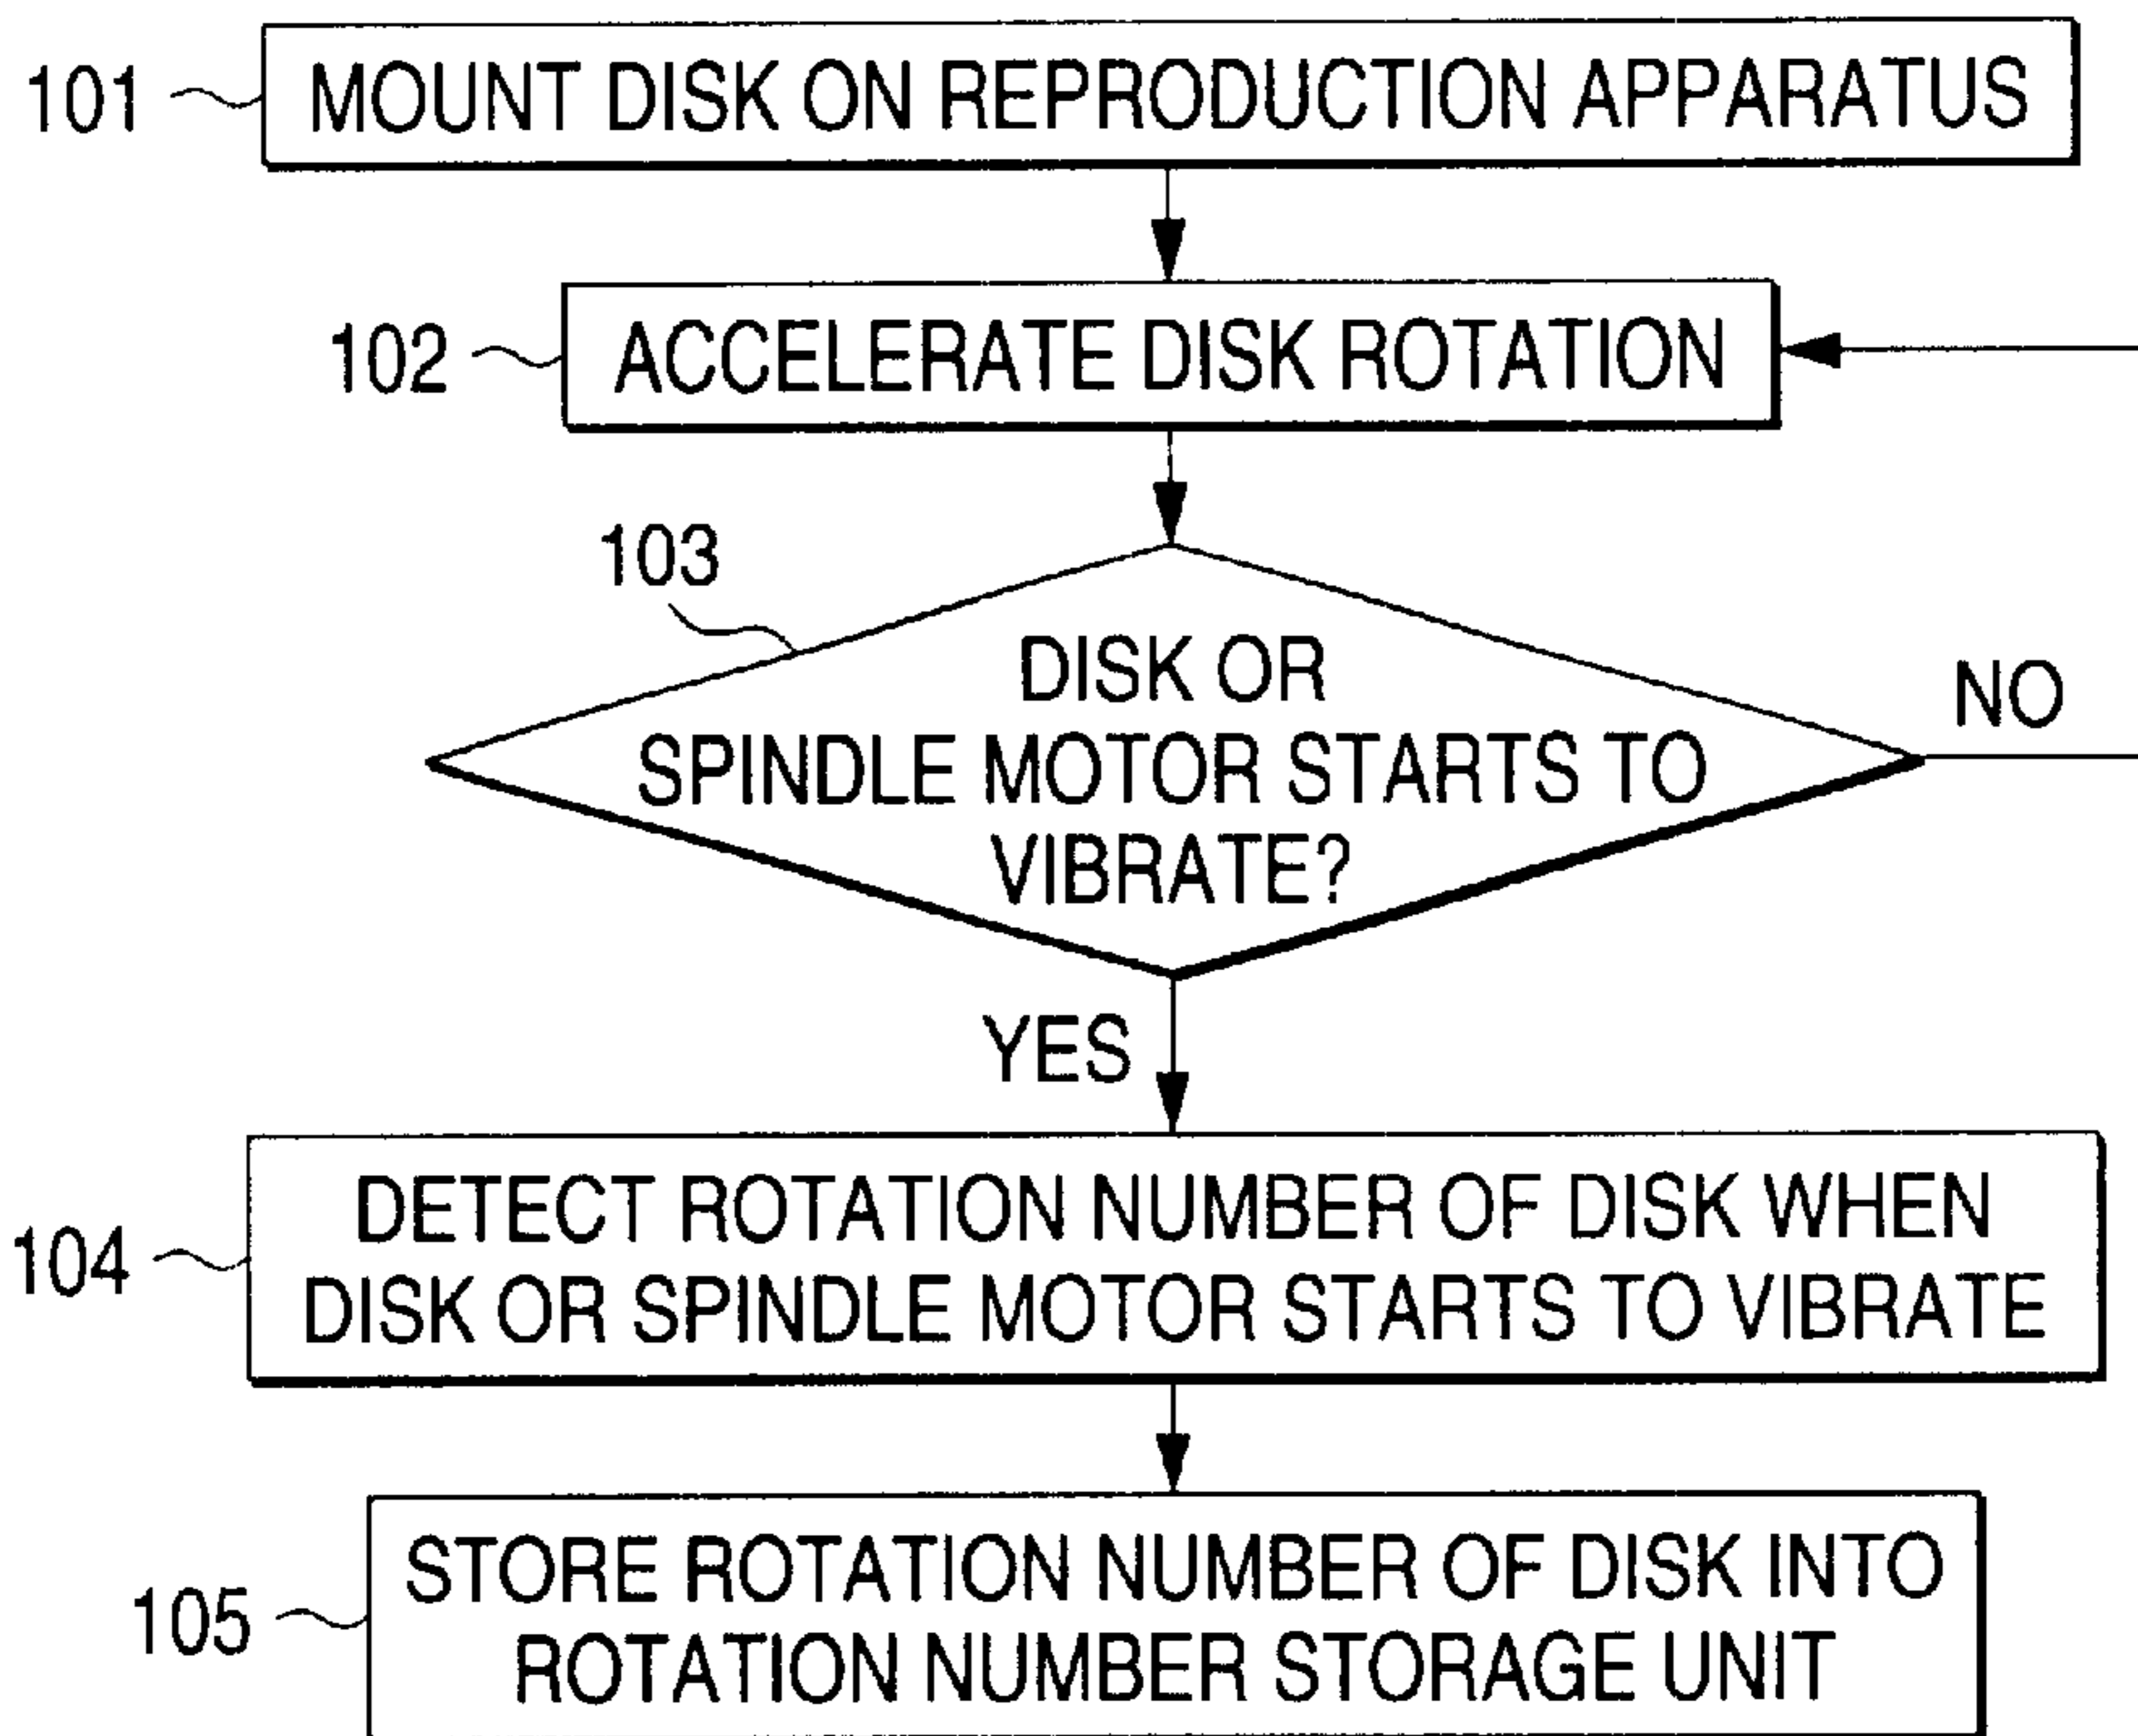 101
MOUNT DISK ON REPRODUCTION APPARATUS
102
ACCELERATE DISK ROTATION
103
DISK OR
SPINDLE MOTOR STARTS TO
VIBRATE?
NO
YES
104
DETECT ROTATION NUMBER OF DISK WHEN
DISK OR SPINDLE MOTOR STARTS TO VIBRATE
105
STORE ROTATION NUMBER OF DISK INTO
ROTATION NUMBER STORAGE UNIT